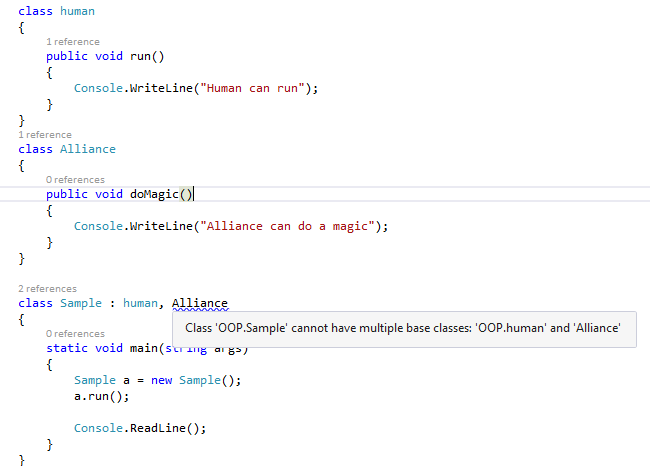 class human
{
1 reference
public void run()
{
Console.WriteLine("Human can run");
}
}
1 reference
class Alliance
{
0 references
public void doMagic()
{
Console.WriteLine("Alliance can do a magic");
}
}
2 references
class Sample : human, Alliance
Class 'OOP.Sample' cannot have multiple base classes: 'OOP.human' and 'Alliance'
{
0 references
static void main(string args)
{
Sample a = new Sample();
a.run();
Console.ReadLine();
}
}